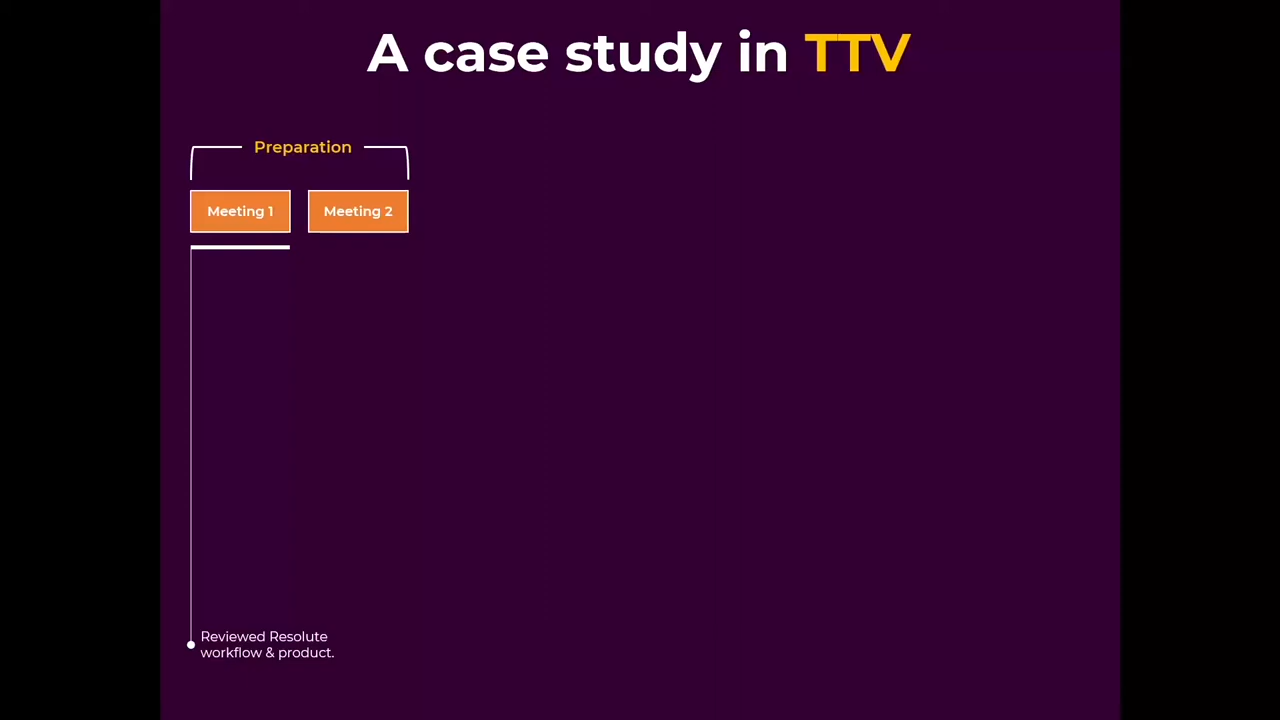 A case study in TTV
Preparation
Meeting 1
Meeting 2
Reviewed Resolute
workflow & product.